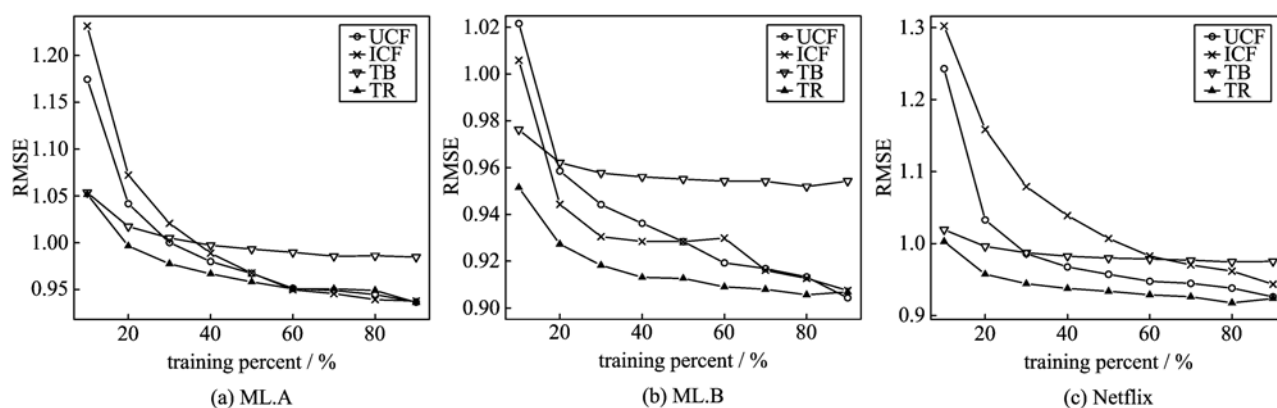 RMSE
1.20
1.15
1.10
1.05
1.00
0.95
20
40
60
80
training percent / %
UCF
ICF
TB
TR
(a) ML.A
RMSE
1.02
1.00
0.98
0.96
0.94
0.92
0.90
20
40
60
80
training percent / %
UCF
ICF
TB
TR
(b) ML.B
RMSE
1.3
1.2
1.1
1.0
0.9
20
40
60
80
training percent / %
UCF
ICF
TB
TR
(c) Netflix